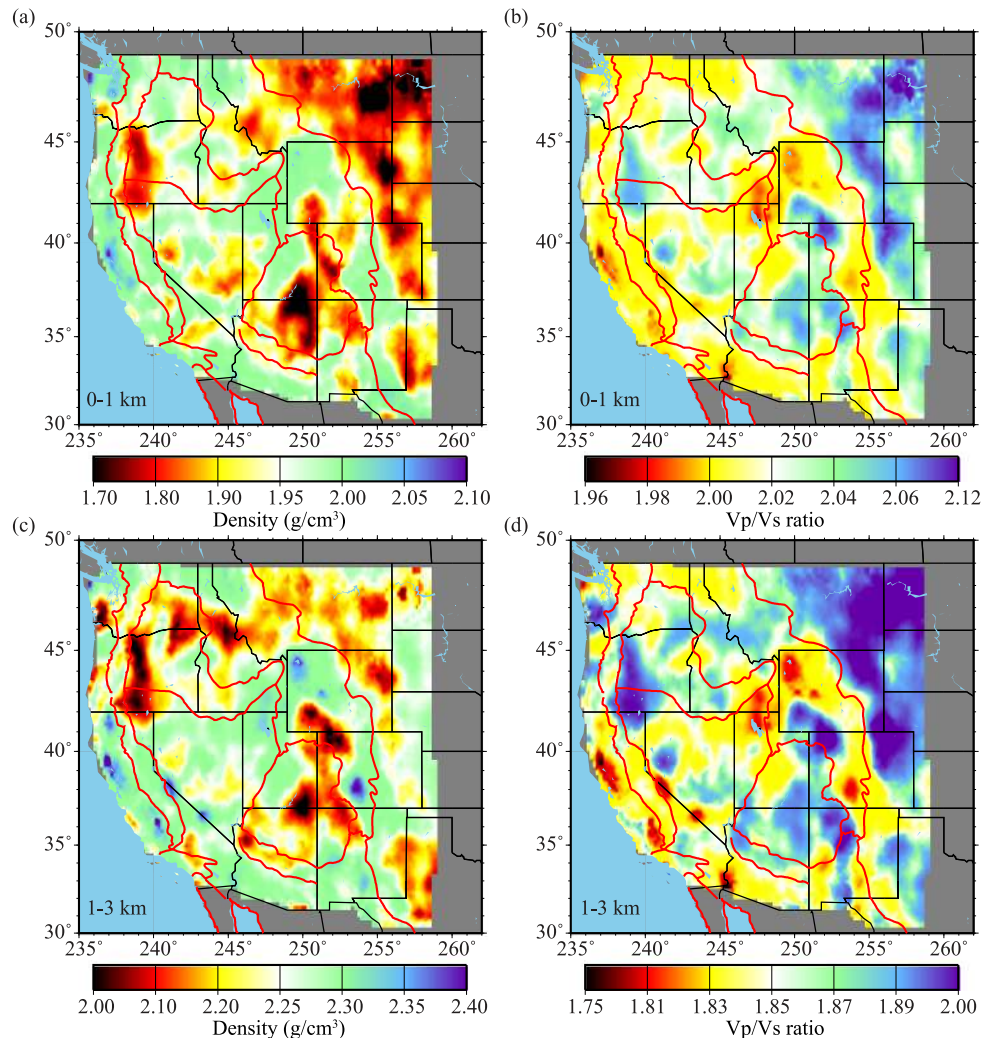 (a) (b)
50° 50°
45° 45°
40° 40°
35° 35°
0-1 km 0-1 km
30° 30°
235 240 245 250 255 260 235 240 245 250 255 260
1.70 1.80 1.90 1.95 2.00 2.05 2.10 1.96 1.98 2.00 2.02 2.04 2.06 2.12
Density (g/cm³) Vp/Vs ratio
(c) (d)
50° 50°
45° 45°
40° 40°
35° 35°
1-3 km 1-3 km
30° 30°
235 240 245 250 255 260 235 240 245 250 255 260
2.00 2.10 2.15 2.20 2.30 2.35 2.40 1.75 1.81 1.83 1.85 1.87 1.89 2.00
Density (g/cm³) Vp/Vs ratio